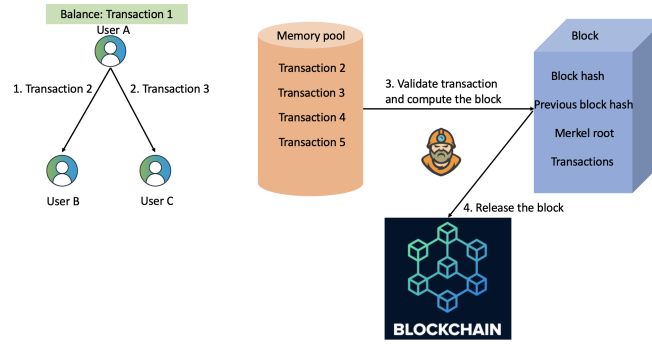 Balance: Transaction 1
User A
1. Transaction 2
2. Transaction 3
User B
User C
Memory pool
Transaction 2
Transaction 3
Transaction 4
Transaction 5
3. Validate transaction
and compute the block
Block
Block hash
Previous block hash
Merkel root
Transactions
4. Release the block
BLOCKCHAIN